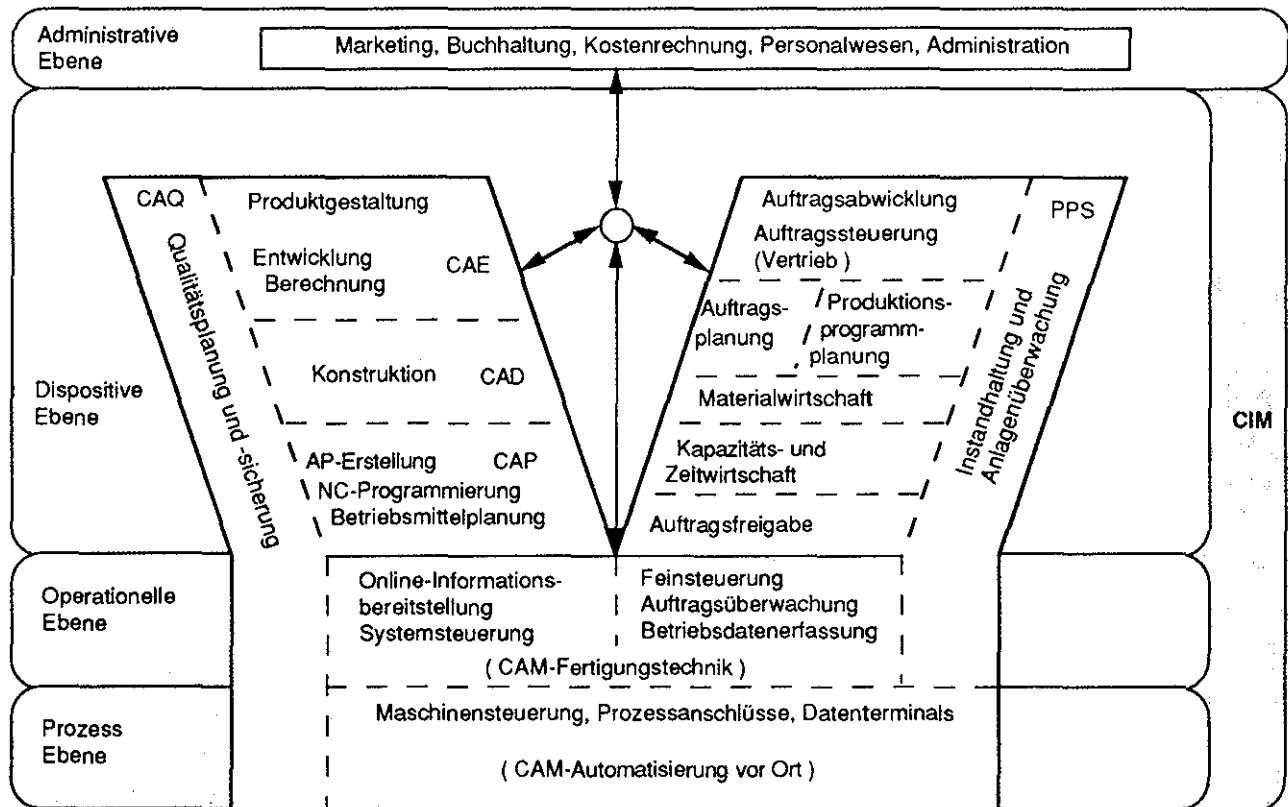 Administrative
Ebene
Marketing, Buchhaltung, Kostenrechnung, Personalwesen, Administration
CAQ
Qualitätsplanung und -sicherung
Produktgestaltung
Entwicklung
Berechnung
CAE
Konstruktion
CAD
AP-Erstellung
CAP
NC-Programmierung
Betriebsmittelplanung
Auftragsabwicklung
Auftragssteuerung
(Vertrieb )
Auftrags-
planung
/ Produktions-
/ programm-
planung
Materialwirtschaft
Kapazitäts- und
Zeitwirtschaft
Auftragsfreigabe
PPS
Instandhaltung und
Anlagenüberwachung
Dispositive
Ebene
CIM
Operationelle
Ebene
Online-Informations-
bereitstellung
Systemsteuerung
Feinsteuerung
Auftragsüberwachung
Betriebsdatenerfassung
( CAM-Fertigungstechnik )
Prozess
Ebene
Maschinensteuerung, Prozessanschlüsse, Datenterminals
( CAM-Automatisierung vor Ort )